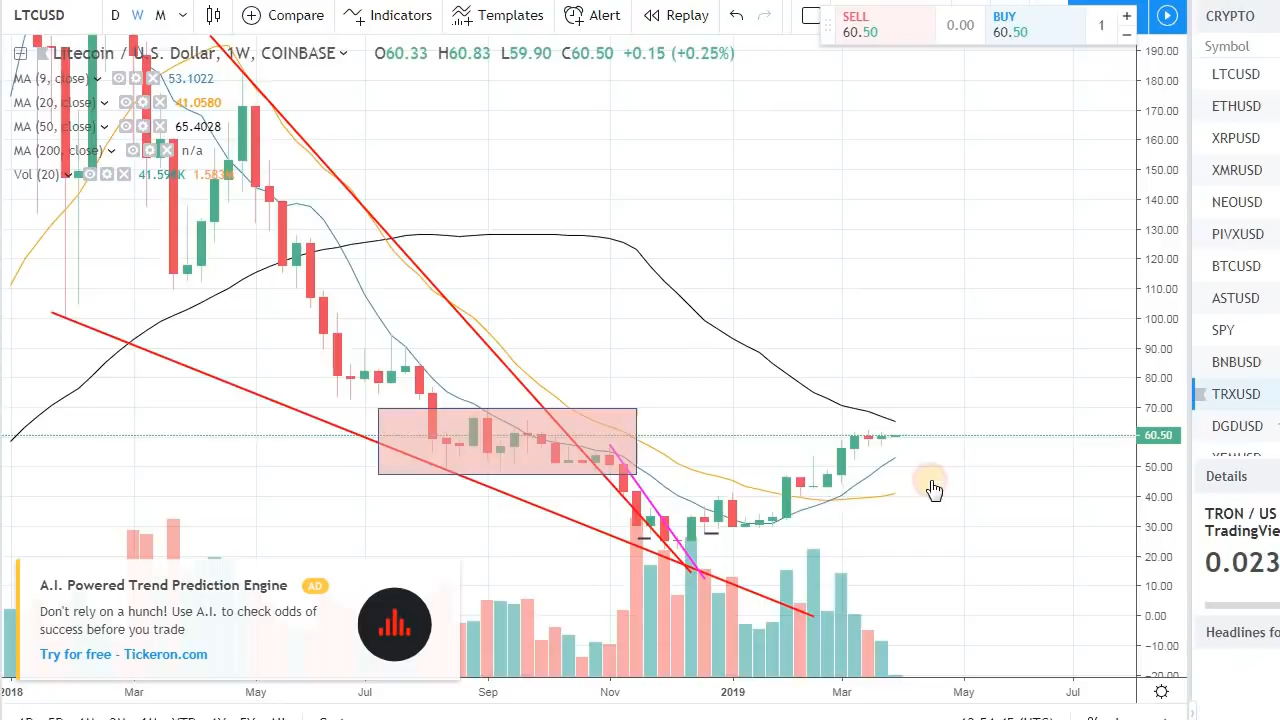 LTCUSD D W M Compare Indicators Templates Alert Replay
SELL 60.50 0.00 BUY 60.50 1
Litecoin / U.S. Dollar, 1W, COINBASE O60.33 H60.83 L59.90 C60.50 +0.15 (+0.25%)
MA (9, close) 53.1022
MA (20, close) 41.0580
MA (50, close) 65.4028
MA (200, close) n/a
Vol (20)
190.00
180.00
170.00
160.00
150.00
140.00
130.00
120.00
110.00
100.00
90.00
80.00
70.00
60.50
50.00
40.00
30.00
20.00
10.00
0.00
-10.00
A.I. Powered Trend Prediction Engine AD
Don't rely on a hunch! Use A.I. to check odds of
success before you trade
Try for free - Tickeron.com
2018 Mar May Jul Sep Nov 2019 Mar May Jul
CRYPTO
Symbol
LTCUSD
ETHUSD
XRPUSD
XMRUSD
NEOUSD
PIVXUSD
BTCUSD
ASTUSD
SPY
BNBUSD
TRXUSD
DGDUSD
Details
TRON / US
TradingVie
0.023
Headlines fo